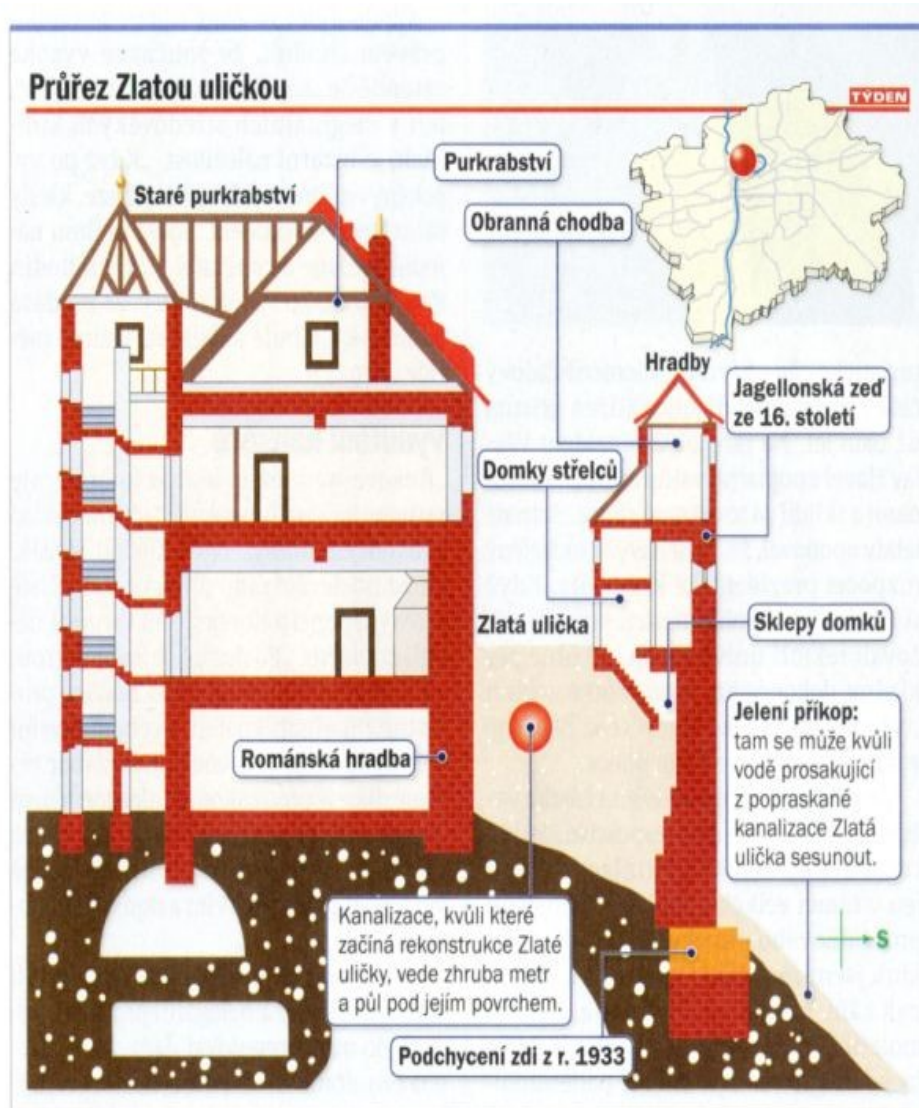 Průřez Zlatou uličkou
TÝDEN
Purkrabství
Staré purkrabství
Obranná chodba
Hradby
Jagellonská zeď
ze 16. století
Domky střelců
Zlatá ulička
Sklepy domků
Románská hradba
Jelení příkop:
tam se může kvůli
vodě prosakující
z popraskané
kanalizace Zlatá
ulička sesunout.
Kanalizace, kvůli které
začíná rekonstrukce Zlaté
uličky, vede zhruba metr
a půl pod jejím povrchem.
S
Podchycení zdi z r. 1933